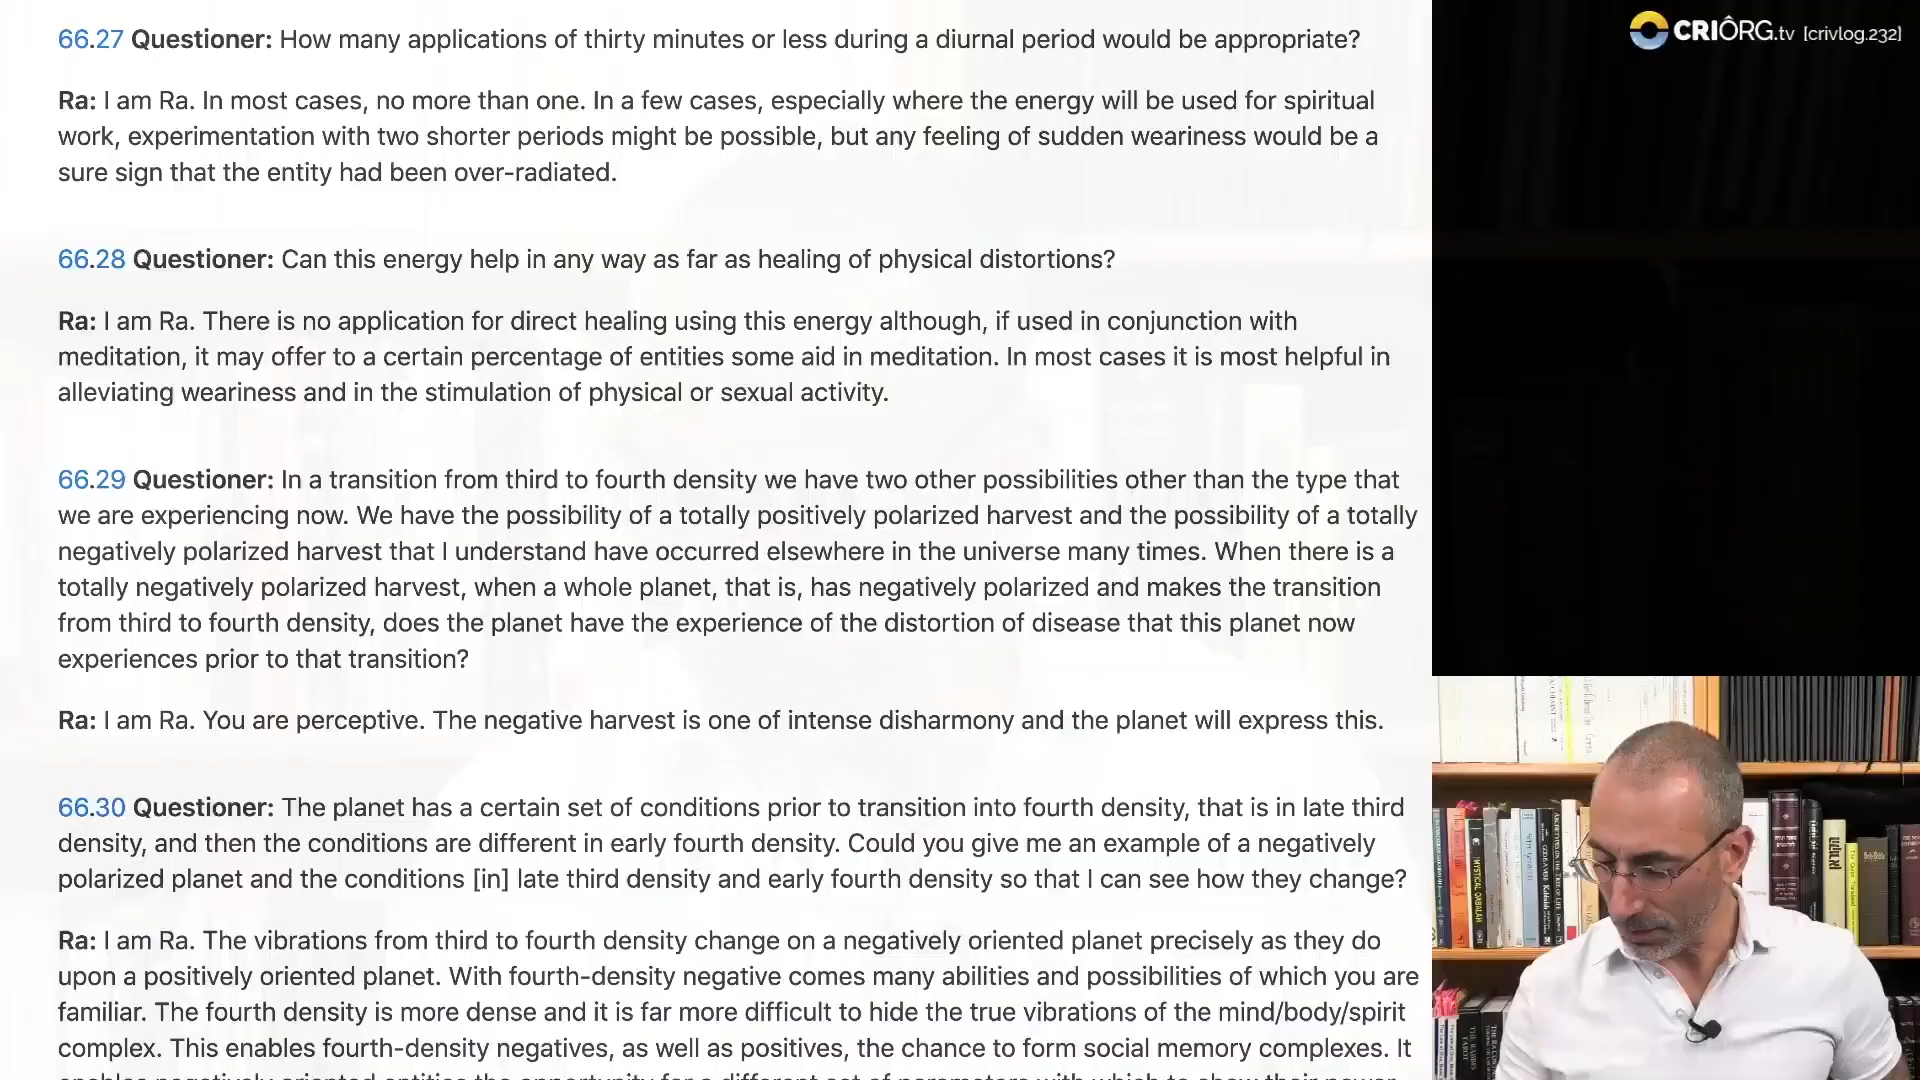 66.27 Questioner: How many applications of thirty minutes or less during a diurnal period would be appropriate?
Ra: I am Ra. In most cases, no more than one. In a few cases, especially where the energy will be used for spiritual
work, experimentation with two shorter periods might be possible, but any feeling of sudden weariness would be a
sure sign that the entity had been over-radiated.
66.28 Questioner: Can this energy help in any way as far as healing of physical distortions?
Ra: I am Ra. There is no application for direct healing using this energy although, if used in conjunction with
meditation, it may offer to a certain percentage of entities some aid in meditation. In most cases it is most helpful in
alleviating weariness and in the stimulation of physical or sexual activity.
66.29 Questioner: In a transition from third to fourth density we have two other possibilities other than the type that
we are experiencing now. We have the possibility of a totally positively polarized harvest and the possibility of a totally
negatively polarized harvest that I understand have occurred elsewhere in the universe many times. When there is a
totally negatively polarized harvest, when a whole planet, that is, has negatively polarized and makes the transition
from third to fourth density, does the planet have the experience of the distortion of disease that this planet now
experiences prior to that transition?
Ra: I am Ra. You are perceptive. The negative harvest is one of intense disharmony and the planet will express this.
66.30 Questioner: The planet has a certain set of conditions prior to transition into fourth density, that is in late third
density, and then the conditions are different in early fourth density. Could you give me an example of a negatively
polarized planet and the conditions [in] late third density and early fourth density so that I can see how they change?
Ra: I am Ra. The vibrations from third to fourth density change on a negatively oriented planet precisely as they do
upon a positively oriented planet. With fourth-density negative comes many abilities and possibilities of which you are
familiar. The fourth density is more dense and it is far more difficult to hide the true vibrations of the mind/body/spirit
complex. This enables fourth-density negatives, as well as positives, the chance to form social memory complexes. It
enables negatively oriented entities the opportunity for a different set of parameters with which to show their power
CRIÔRG.tv [crivlog.232]
MYSTICAL QABALAH